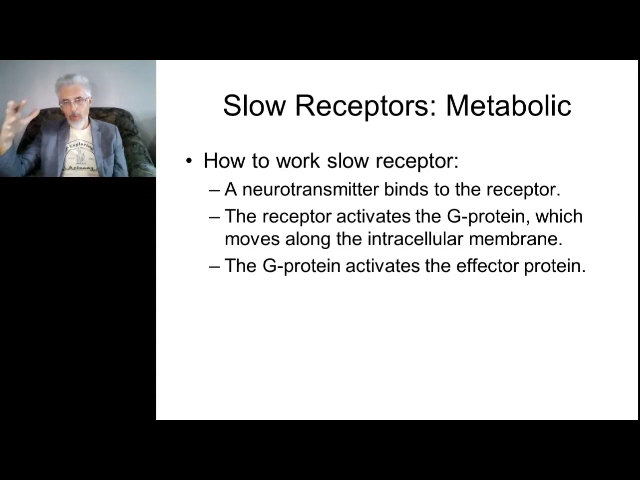 Slow Receptors: Metabolic
• How to work slow receptor:
– A neurotransmitter binds to the receptor.
– The receptor activates the G-protein, which
moves along the intracellular membrane.
– The G-protein activates the effector protein.